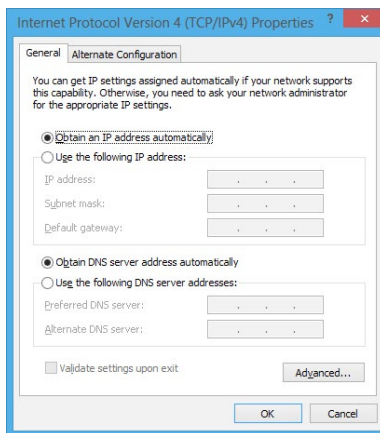 Internet Protocol Version 4 (TCP/IPv4) Properties ? ×
General Alternate Configuration
You can get IP settings assigned automatically if your network supports
this capability. Otherwise, you need to ask your network administrator
for the appropriate IP settings.
Obtain an IP address automatically
Use the following IP address:
IP address: . . .
Subnet mask: . . .
Default gateway: . . .
Obtain DNS server address automatically
Use the following DNS server addresses:
Preferred DNS server: . . .
Alternate DNS server: . . .
Validate settings upon exit
Advanced...
OK Cancel